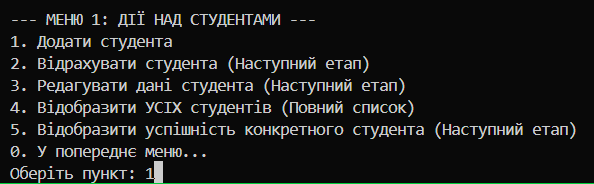 --- МЕНЮ 1: ДІЇ НАД СТУДЕНТАМИ ---
1. Додати студента
2. Відрахувати студента (Наступний етап)
3. Редагувати дані студента (Наступний етап)
4. Відобразити УСІХ студентів (Повний список)
5. Відобразити успішність конкретного студента (Наступний етап)
0. У попереднє меню...
Оберіть пункт: 1